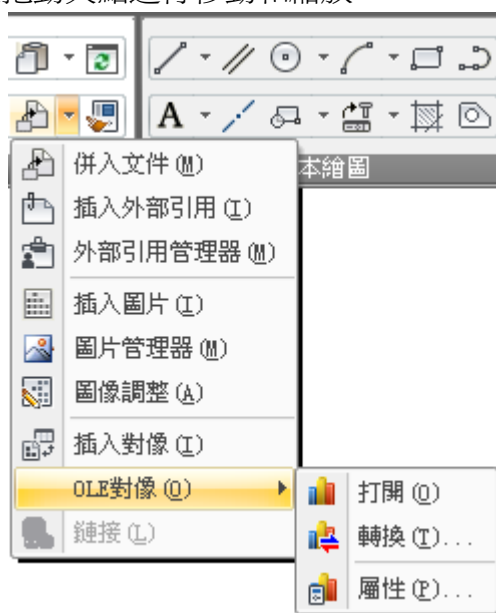 拖動夾點進行移動和縮放
A
本繪圖
併入文件(M)
插入外部引用(I)
外部引用管理器(M)
插入圖片(I)
圖片管理器(M)
圖像調整(A)
插入對像(I)
OLE對像(O)
鏈接(L)
打開(O)
轉換(T)...
屬性(P)...